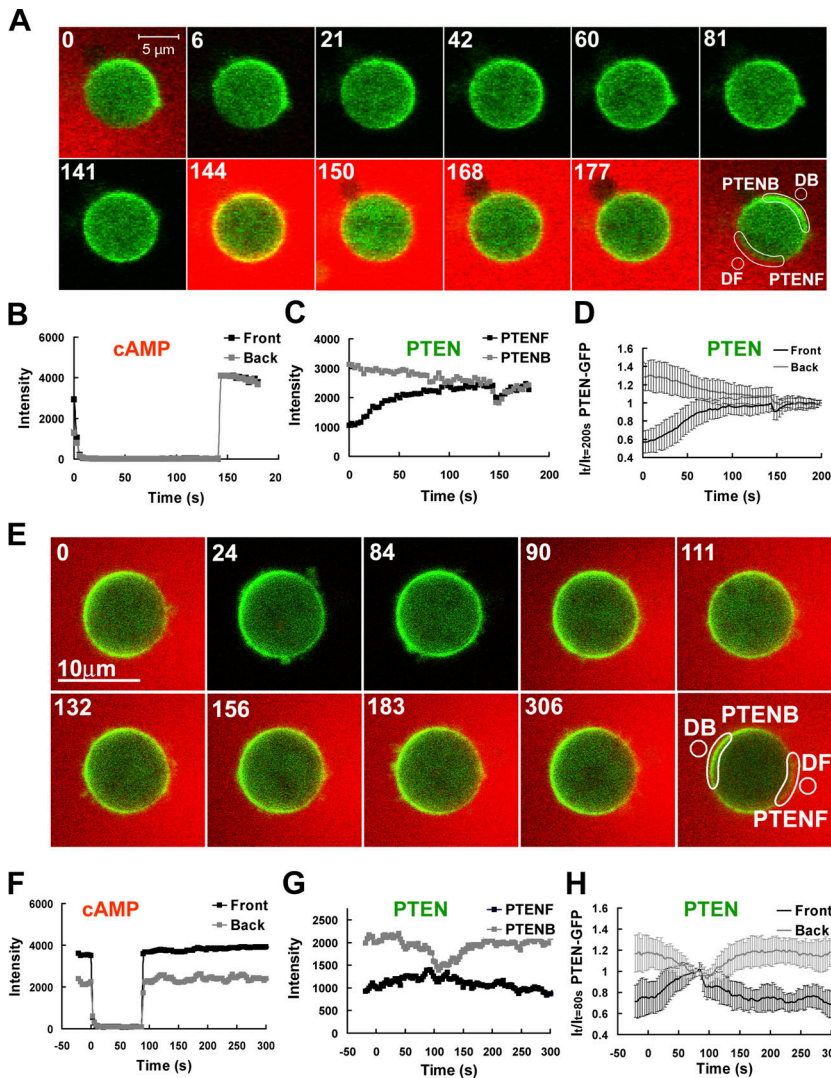 A
0
5 µm
6
21
42
60
81
141
144
150
168
177
PTENB
DB
DF
PTENF
B
cAMP
Front
Back
Intensity
6000
4000
2000
0
0
50
100
150
200
Time (s)
C
PTEN
PTENF
PTENB
Intensity
4000
3000
2000
1000
0
0
50
100
150
200
Time (s)
D
PTEN
Front
Back
It/It=200s PTEN-GFP
1.6
1.4
1.2
1
0.8
0.6
0.4
0
50
100
150
200
Time (s)
E
0
10µm
24
84
90
111
132
156
183
306
PTENB
DB
DF
PTENF
F
cAMP
Front
Back
Intensity
6000
4000
2000
0
-50
0
50
100
150
200
250
300
Time (s)
G
PTEN
PTENF
PTENB
Intensity
2500
2000
1500
1000
500
0
-50
0
50
100
150
200
250
300
Time (s)
H
PTEN
Front
Back
It/It=80s PTEN-GFP
1.6
1.4
1.2
1
0.8
0.6
0.4
-50
0
50
100
150
200
250
300
Time (s)